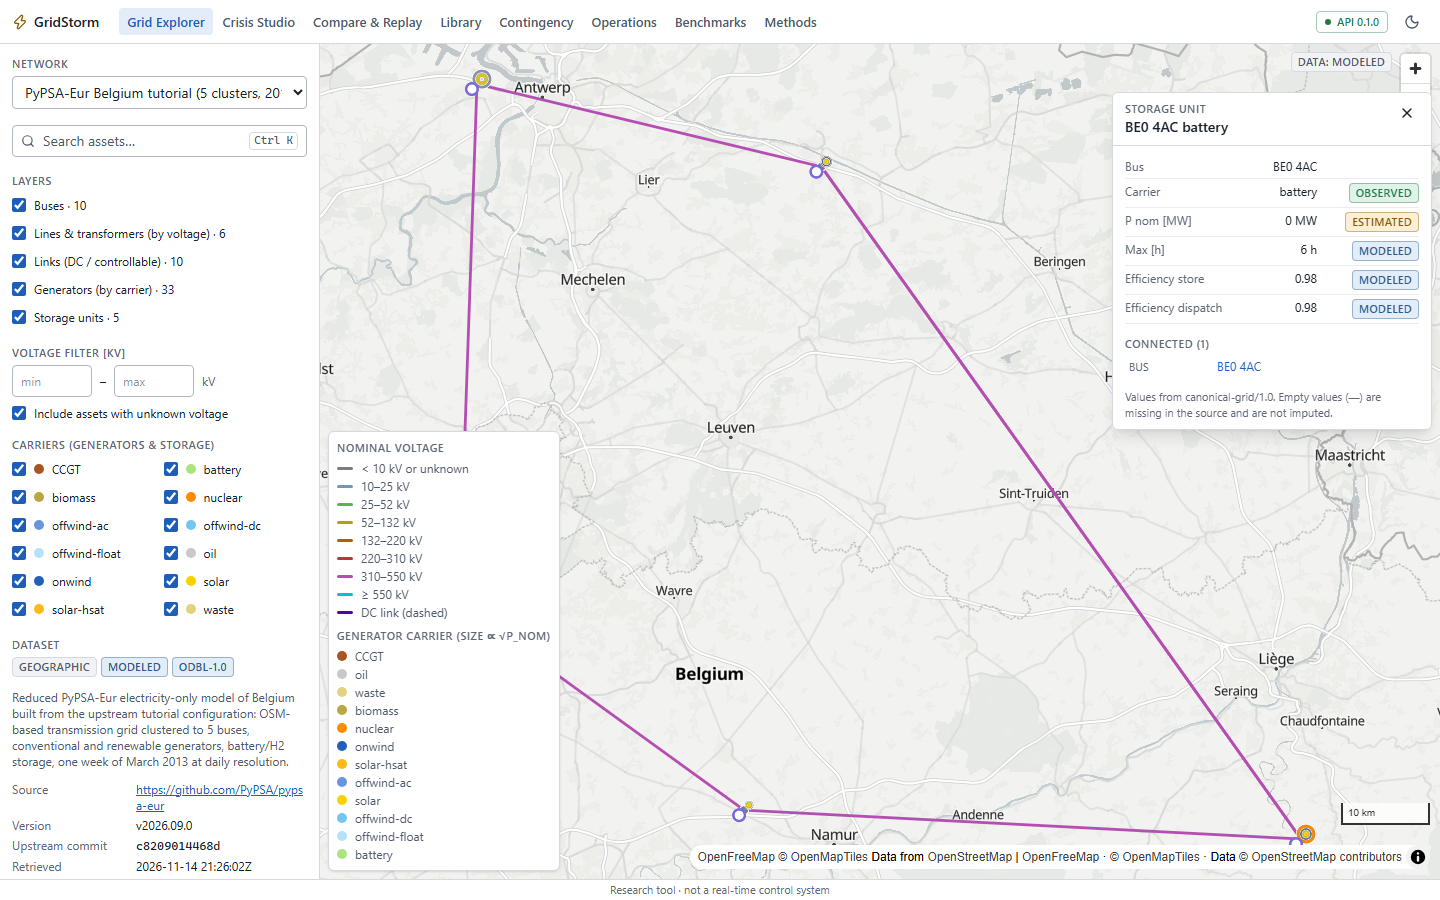 GridStorm
Grid Explorer
Crisis Studio
Compare & Replay
Library
Contingency
Operations
Benchmarks
Methods
API 0.1.0
NETWORK
PyPSA-Eur Belgium tutorial (5 clusters, 20
Search assets...
Ctrl K
LAYERS
Buses · 10
Lines & transformers (by voltage) · 6
Links (DC / controllable) · 10
Generators (by carrier) · 33
Storage units · 5
VOLTAGE FILTER [KV]
min – max kV
Include assets with unknown voltage
CARRIERS (GENERATORS & STORAGE)
CCGT battery
biomass nuclear
offwind-ac offwind-dc
offwind-float oil
onwind solar
solar-hsat waste
DATASET
GEOGRAPHIC MODELED ODBL-1.0
Reduced PyPSA-Eur electricity-only model of Belgium
built from the upstream tutorial configuration: OSM-
based transmission grid clustered to 5 buses,
conventional and renewable generators, battery/H2
storage, one week of March 2013 at daily resolution.
Source https://github.com/PyPSA/pyps
a-eur
Version v2026.09.0
Upstream commit c8209014468d
Retrieved 2026-11-14 21:26:02Z
Antwerp
Lier
Mechelen
Beringen
Leuven
Sint-Truiden
Maastricht
Wavre
Belgium
Liège
Seraing
Chaudfontaine
Andenne
Namur
lst
H
NOMINAL VOLTAGE
< 10 kV or unknown
10–25 kV
25–52 kV
52–132 kV
132–220 kV
220–310 kV
310–550 kV
≥ 550 kV
DC link (dashed)
GENERATOR CARRIER (SIZE ∝ √P_NOM)
CCGT
oil
waste
biomass
nuclear
onwind
solar-hsat
offwind-ac
solar
offwind-dc
offwind-float
battery
DATA: MODELED
+
STORAGE UNIT
BE0 4AC battery
Bus BE0 4AC
Carrier battery OBSERVED
P nom [MW] 0 MW ESTIMATED
Max [h] 6 h MODELED
Efficiency store 0.98 MODELED
Efficiency dispatch 0.98 MODELED
CONNECTED (1)
BUS BE0 4AC
Values from canonical-grid/1.0. Empty values (—) are
missing in the source and are not imputed.
10 km
OpenFreeMap © OpenMapTiles Data from OpenStreetMap | OpenFreeMap · © OpenMapTiles · Data © OpenStreetMap contributors
Research tool · not a real-time control system